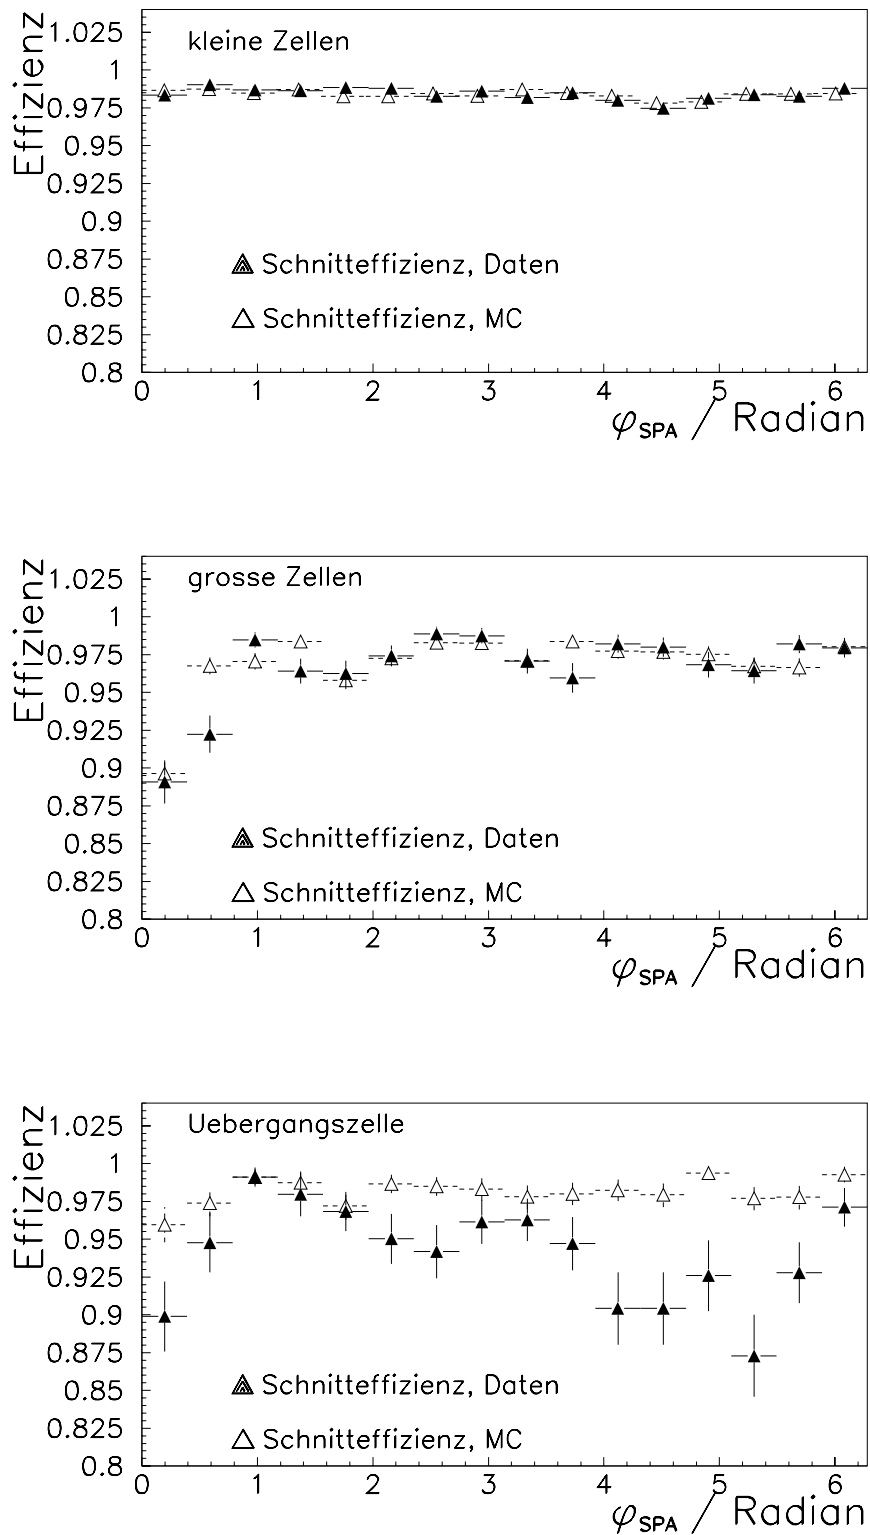 Effizienz
1.025
kleine Zellen
1
0.975
0.95
0.925
0.9
0.875
Schnitteffizienz, Daten
0.85
0.825
Schnitteffizienz, MC
0.8
0 1 2 3 4 5 6
φSPA / Radian
Effizienz
1.025
grosse Zellen
1
0.975
0.95
0.925
0.9
0.875
0.85
Schnitteffizienz, Daten
0.825
Schnitteffizienz, MC
0.8
0 1 2 3 4 5 6
φSPA / Radian
Effizienz
1.025
Uebergangszelle
1
0.975
0.95
0.925
0.9
0.875
0.85
Schnitteffizienz, Daten
0.825
Schnitteffizienz, MC
0.8
0 1 2 3 4 5 6
φSPA / Radian